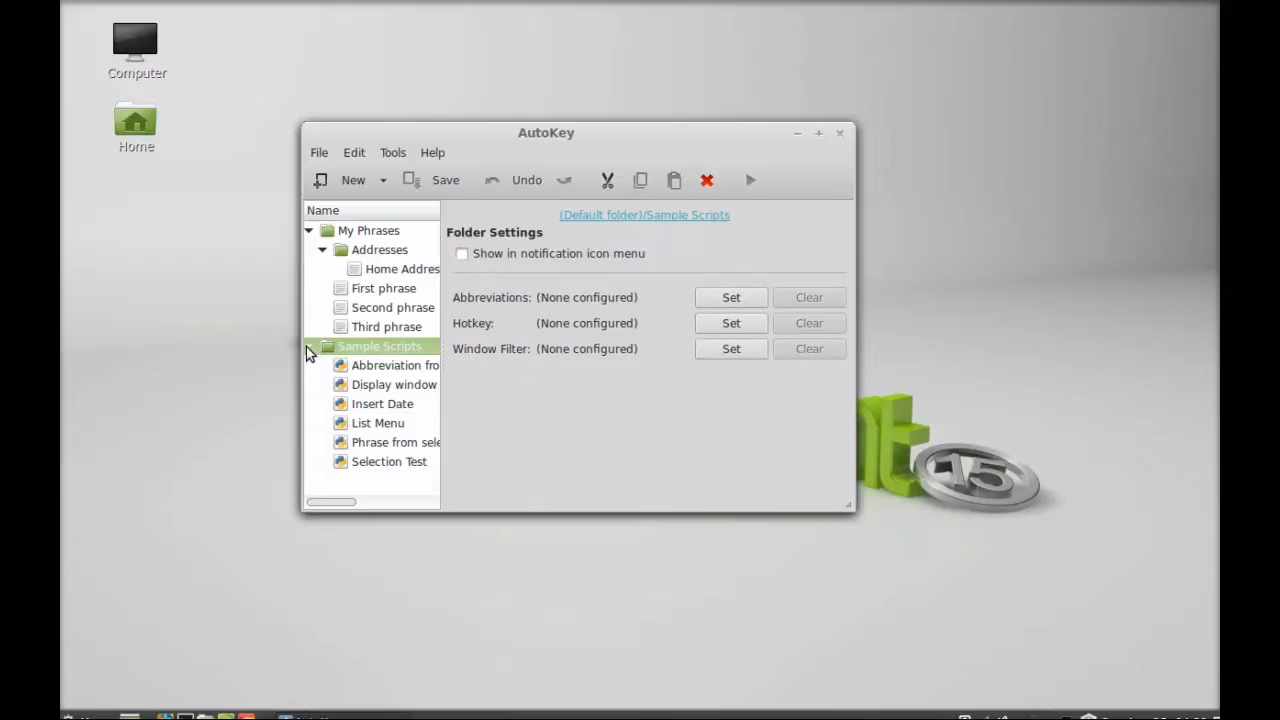 Computer
Home
AutoKey
File Edit Tools Help
New Save Undo
Name
(Default folder)/Sample Scripts
My Phrases
Folder Settings
Addresses
Show in notification icon menu
Home Addres
First phrase
Abbreviations: (None configured) Set Clear
Second phrase
Hotkey: (None configured) Set Clear
Third phrase
Sample Scripts
Window Filter: (None configured) Set Clear
Abbreviation fro
Display window
Insert Date
List Menu
Phrase from sele
Selection Test
nt
15